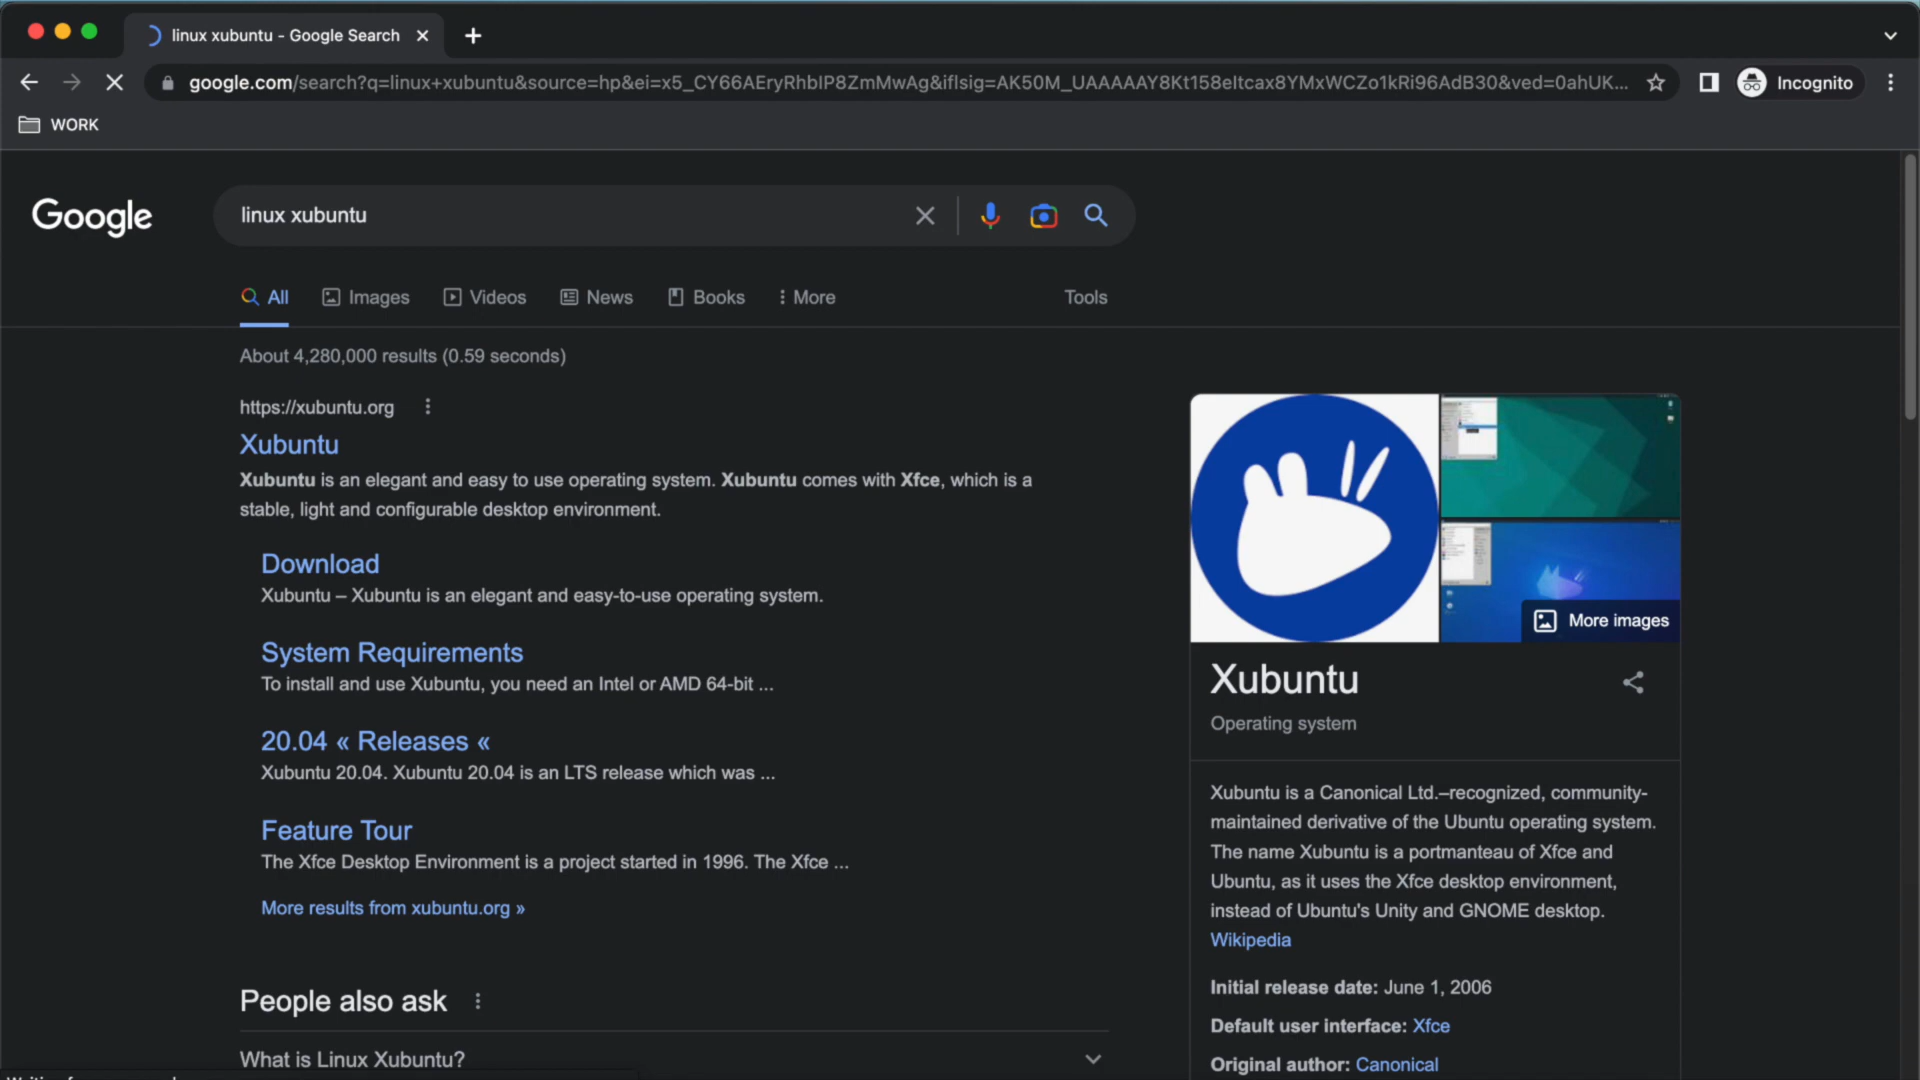 linux xubuntu - Google Search
google.com/search?q=linux+xubuntu&source=hp&ei=x5_CY66AEryRhbIP8ZmMwAg&iflsig=AK50M_UAAAAAY8Kt158eItcax8YMxWCZo1kRi96AdB30&ved=0ahUK...
Incognito
WORK
Google
linux xubuntu
All Images Videos News Books More Tools
About 4,280,000 results (0.59 seconds)
https://xubuntu.org
Xubuntu
Xubuntu is an elegant and easy to use operating system. Xubuntu comes with Xfce, which is a
stable, light and configurable desktop environment.
Download
Xubuntu – Xubuntu is an elegant and easy-to-use operating system.
System Requirements
To install and use Xubuntu, you need an Intel or AMD 64-bit ...
20.04 « Releases «
Xubuntu 20.04. Xubuntu 20.04 is an LTS release which was ...
Feature Tour
The Xfce Desktop Environment is a project started in 1996. The Xfce ...
More results from xubuntu.org »
People also ask
What is Linux Xubuntu?
More images
Xubuntu
Operating system
Xubuntu is a Canonical Ltd.–recognized, community-
maintained derivative of the Ubuntu operating system.
The name Xubuntu is a portmanteau of Xfce and
Ubuntu, as it uses the Xfce desktop environment,
instead of Ubuntu's Unity and GNOME desktop.
Wikipedia
Initial release date: June 1, 2006
Default user interface: Xfce
Original author: Canonical